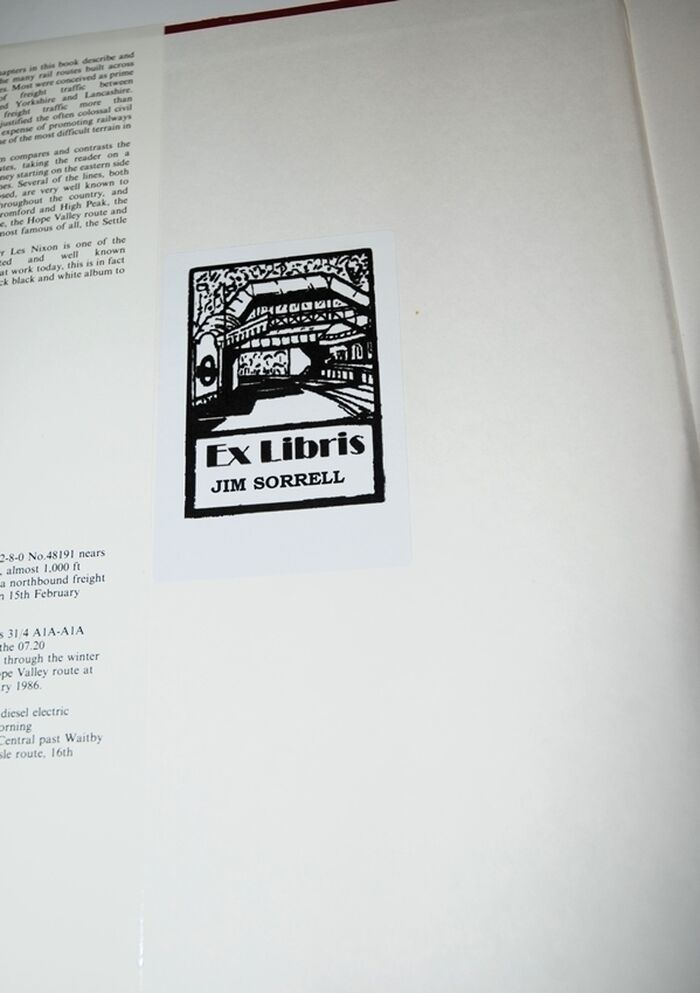 hapters in this book describe and
he many rail routes built across
es. Most were conceived as prime
of freight traffic between
ed Yorkshire and Lancashire.
freight traffic more than
justified the often colossal civil
expense of promoting railways
ne of the most difficult terrain in
n compares and contrasts the
utes, taking the reader on a
ney starting on the eastern side
nes. Several of the lines, both
osed, are very well known to
hroughout the country, and
romford and High Peak, the
e, the Hope Valley route and
most famous of all, the Settle
r Les Nixon is one of the
ted and well known
at work today, this is in fact
ck black and white album to
2-8-0 No.48191 nears
, almost 1,000 ft
a northbound freight
n 15th February
s 31/4 A1A-A1A
the 07.20
through the winter
pe Valley route at
ry 1986.
diesel electric
orning
Central past Waitby
sle route, 16th
Ex Libris
JIM SORRELL